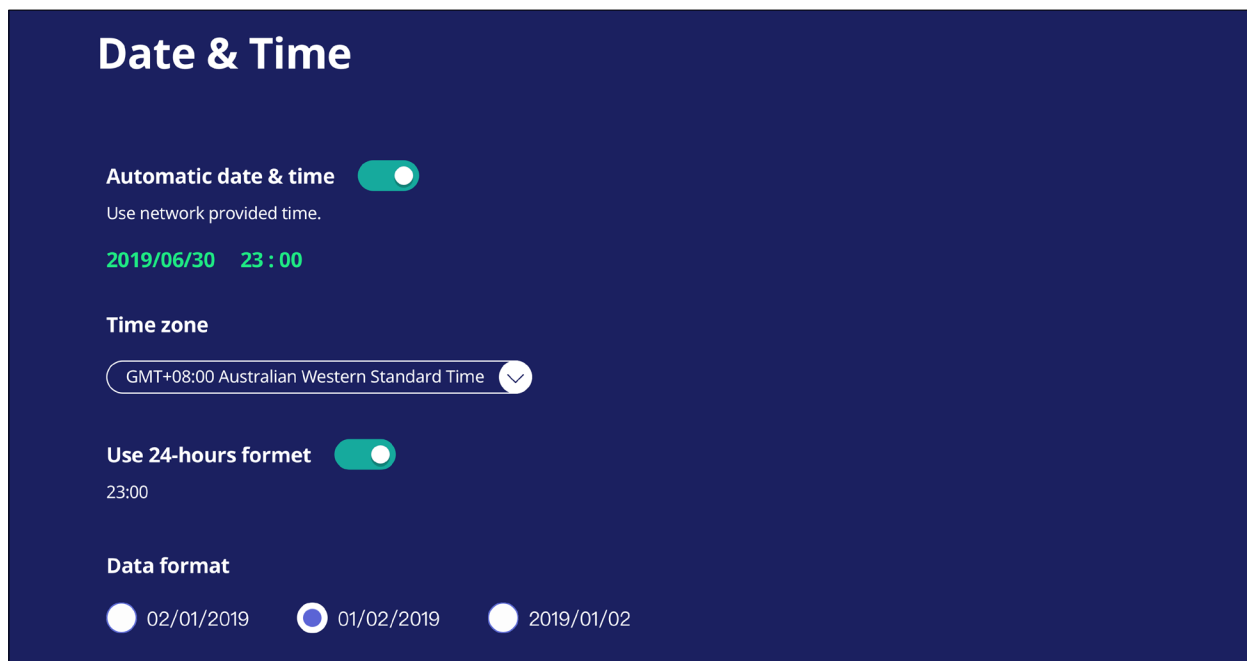 Date & Time
Automatic date & time
Use network provided time.
2019/06/30 23 : 00
Time zone
GMT+08:00 Australian Western Standard Time
Use 24-hours formet
23:00
Data format
02/01/2019 01/02/2019 2019/01/02